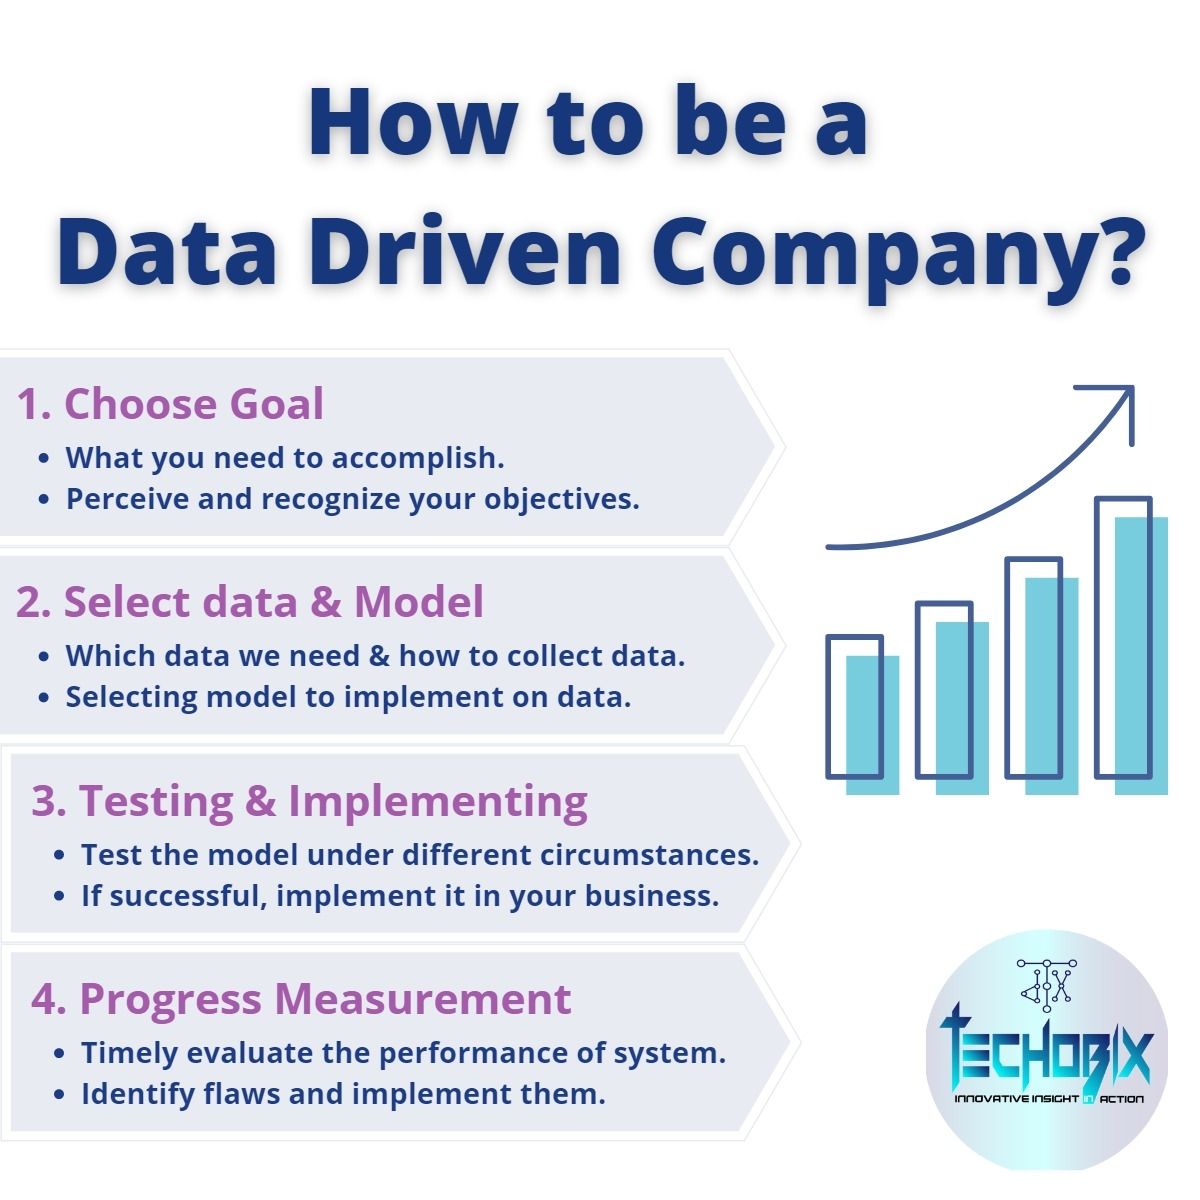 How to be a
Data Driven Company?
1. Choose Goal
• What you need to accomplish.
• Perceive and recognize your objectives.
2. Select data & Model
• Which data we need & how to collect data.
• Selecting model to implement on data.
3. Testing & Implementing
• Test the model under different circumstances.
• If successful, implement it in your business.
4. Progress Measurement
• Timely evaluate the performance of system.
• Identify flaws and implement them.
TECHOBIX
INNOVATIVE INSIGHT IN ACTION